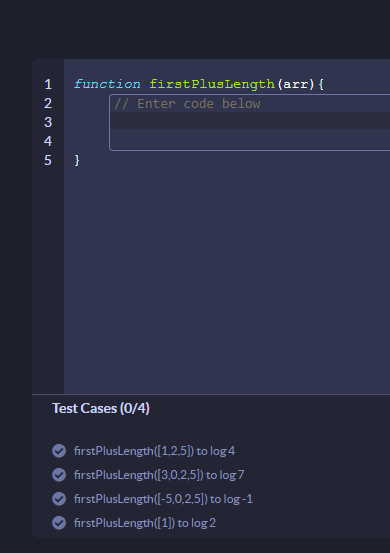 1 function firstPlusLength(arr){
2 // Enter code below
3
4
5 }
Test Cases (0/4)
firstPlusLength([1,2,5]) to log 4
firstPlusLength([3,0,2,5]) to log 7
firstPlusLength([-5,0,2,5]) to log -1
firstPlusLength([1]) to log 2